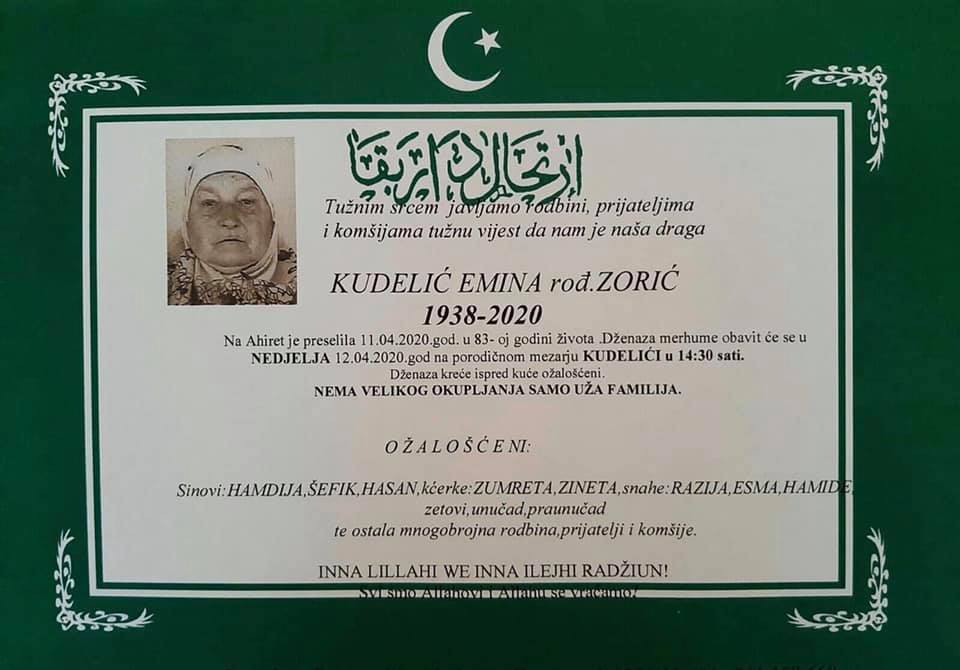 ارتحال دار بقا
Tužnim srcem javljamo rodbini, prijateljima
i komšijama tužnu vijest da nam je naša draga
KUDELIĆ EMINA rođ.ZORIĆ
1938-2020
Na Ahiret je preselila 11.04.2020.god. u 83- oj godini života .Dženaza merhume obavit će se u
NEDJELJA 12.04.2020.god na porodičnom mezarju KUDELIĆI u 14:30 sati.
Dženaza kreće ispred kuće ožalošćeni.
NEMA VELIKOG OKUPLJANJA SAMO UŽA FAMILIJA.
O Ž A L O Š Ć E NI:
Sinovi:HAMDIJA,ŠEFIK,HASAN,kćerke:ZUMRETA,ZINETA,snahe:RAZIJA,ESMA,HAMIDE,
zetovi,unučad,praunučad
te ostala mnogobrojna rodbina,prijatelji i komšije.
INNA LILLAHI WE INNA ILEJHI RADŽIUN!
Svi smo Allahovi i Allahu se vraćamo!